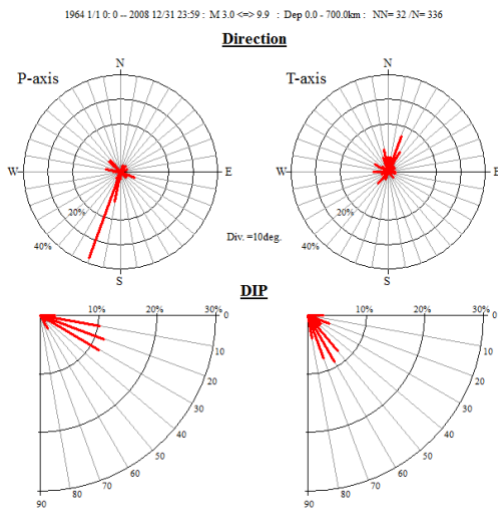 1964 1/1 0: 0 -- 2008 12/31 23:59 : M 3.0 <=> 9.9 : Dep 0.0 - 700.0km : NN= 32 /N= 336
Direction
P-axis
N
T-axis
N
W
E
W
E
20%
20%
40%
Div. =10deg.
40%
S
S
DIP
10%
20%
30%
0
10%
20%
30%
0
10
10
20
20
30
30
40
40
50
50
60
60
70
70
80
80
90
90